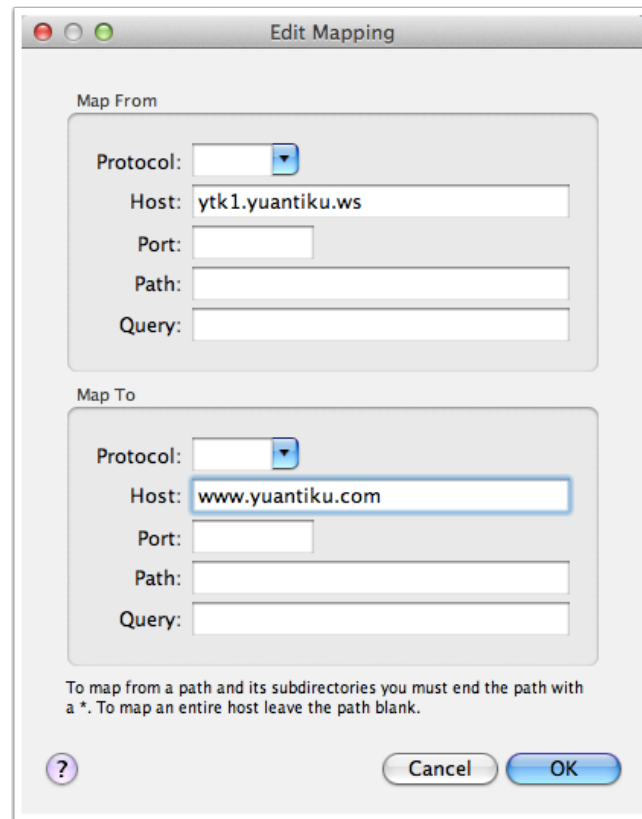 Edit Mapping
Map From
Protocol:
Host: ytk1.yuantiku.ws
Port:
Path:
Query:
Map To
Protocol:
Host: www.yuantiku.com
Port:
Path:
Query:
To map from a path and its subdirectories you must end the path with
a *. To map an entire host leave the path blank.
? Cancel OK